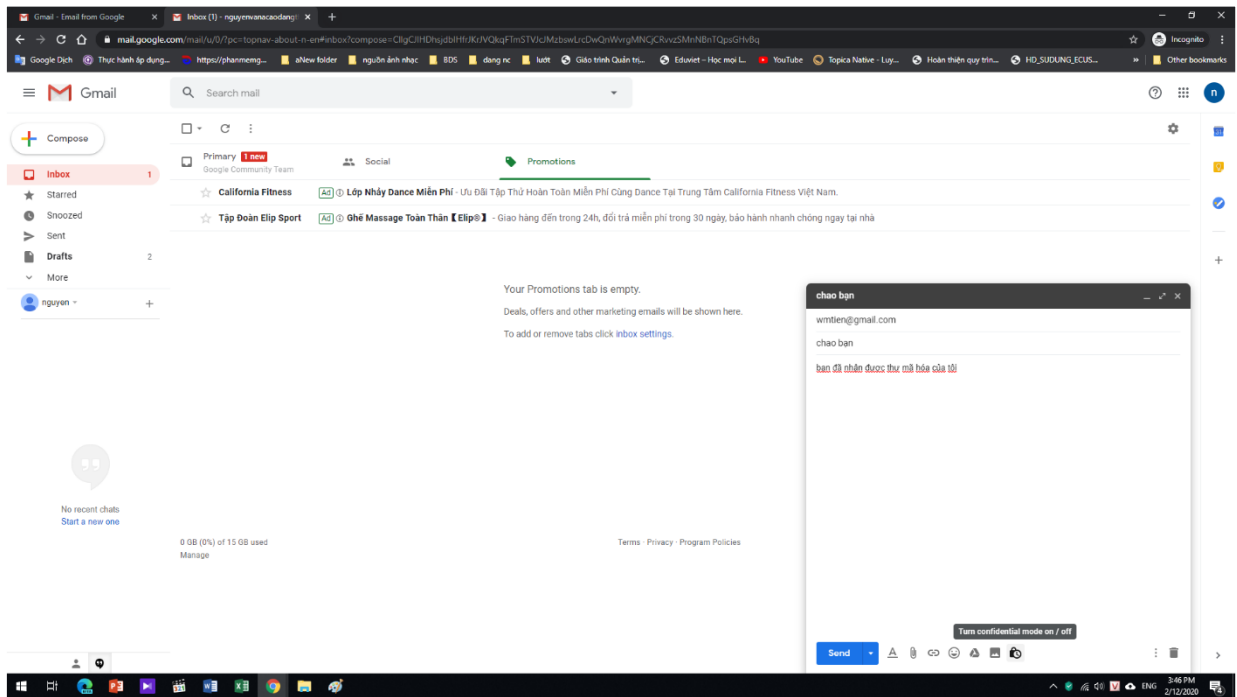 Gmail - Email from Google
Inbox (1) - nguyenvanacaodangt
mail.google.com/mail/u/0/?pc=topnav-about-n-en#inbox?compose=
Incognito
Google Dịch
Thực hành áp dụng...
https://phanmemg...
aNew folder
nguồn ảnh nhạc
BDS
dang nc
lướt
Giáo trình Quản trị...
Eduviet – Học mọi l...
YouTube
Topica Native - Luy...
Hoàn thiện quy trìn...
HD_SUDUNG_ECUS...
»
Other bookmarks
Gmail
Search mail
n
Compose
Inbox 1
Starred
Snoozed
Sent
Drafts 2
More
nguyen
No recent chats
Start a new one
Primary 1 new
Google Community Team
Social
Promotions
California Fitness Ad Lớp Nhảy Dance Miễn Phí - Ưu Đãi Tập Thử Hoàn Toàn Miễn Phí Cùng Dance Tại Trung Tâm California Fitness Việt Nam.
Tập Đoàn Elip Sport Ad Ghế Massage Toàn Thân【Elip®】 - Giao hàng đến trong 24h, đổi trả miễn phí trong 30 ngày, bảo hành nhanh chóng ngay tại nhà
Your Promotions tab is empty.
Deals, offers and other marketing emails will be shown here.
To add or remove tabs click inbox settings.
0 GB (0%) of 15 GB used
Manage
Terms · Privacy · Program Policies
chao bạn
wmtien@gmail.com
chao bạn
bạn đã nhận được thư mã hóa của tôi
Turn confidential mode on / off
Send
ENG
3:46 PM
2/12/2020